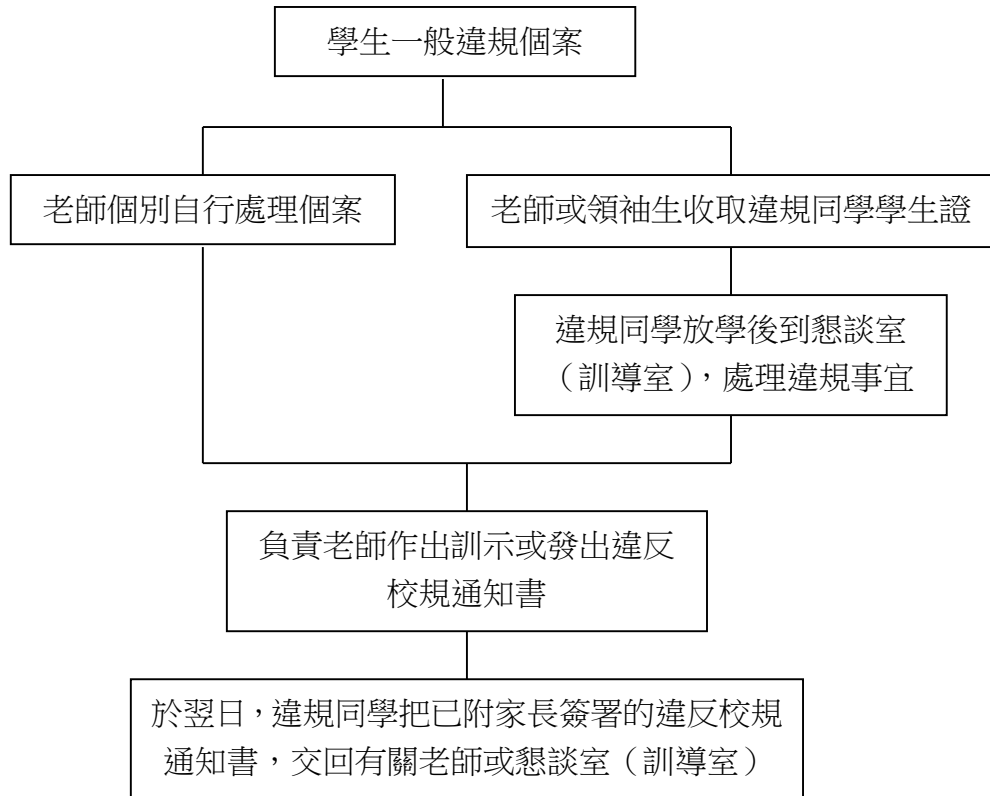 學生一般違規個案
老師個別自行處理個案
老師或領袖生收取違規同學學生證
違規同學放學後到懇談室
（訓導室），處理違規事宜
負責老師作出訓示或發出違反
校規通知書
於翌日，違規同學把已附家長簽署的違反校規
通知書，交回有關老師或懇談室（訓導室）